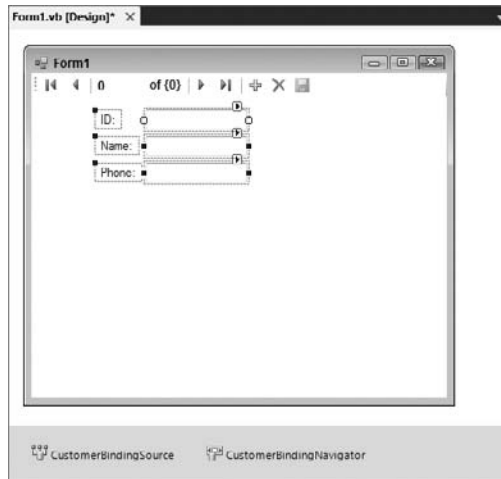 Form1.vb [Design]*
Form1
0 of {0}
ID:
Name:
Phone:
CustomerBindingSource CustomerBindingNavigator